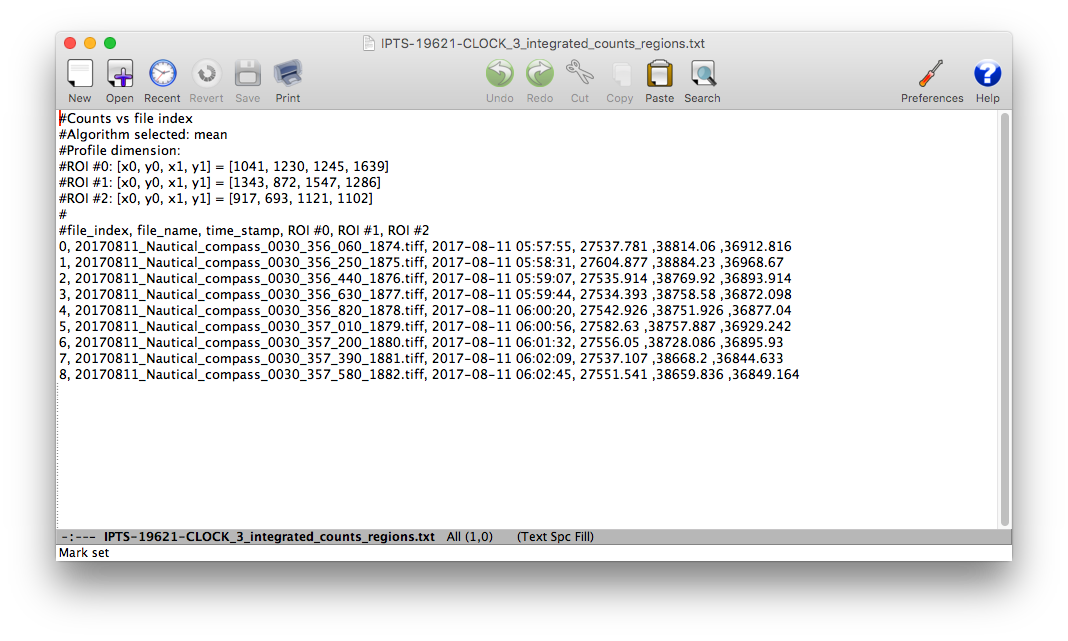 IPTS-19621-CLOCK_3_integrated_counts_regions.txt
New Open Recent Revert Save Print Undo Redo Cut Copy Paste Search Preferences Help
#Counts vs file index
#Algorithm selected: mean
#Profile dimension:
#ROI #0: [x0, y0, x1, y1] = [1041, 1230, 1245, 1639]
#ROI #1: [x0, y0, x1, y1] = [1343, 872, 1547, 1286]
#ROI #2: [x0, y0, x1, y1] = [917, 693, 1121, 1102]
#
#file_index, file_name, time_stamp, ROI #0, ROI #1, ROI #2
0, 20170811_Nautical_compass_0030_356_060_1874.tiff, 2017-08-11 05:57:55, 27537.781 ,38814.06 ,36912.816
1, 20170811_Nautical_compass_0030_356_250_1875.tiff, 2017-08-11 05:58:31, 27604.877 ,38884.23 ,36968.67
2, 20170811_Nautical_compass_0030_356_440_1876.tiff, 2017-08-11 05:59:07, 27535.914 ,38769.92 ,36893.914
3, 20170811_Nautical_compass_0030_356_630_1877.tiff, 2017-08-11 05:59:44, 27534.393 ,38758.58 ,36872.098
4, 20170811_Nautical_compass_0030_356_820_1878.tiff, 2017-08-11 06:00:20, 27542.926 ,38751.926 ,36877.04
5, 20170811_Nautical_compass_0030_357_010_1879.tiff, 2017-08-11 06:00:56, 27582.63 ,38757.887 ,36929.242
6, 20170811_Nautical_compass_0030_357_200_1880.tiff, 2017-08-11 06:01:32, 27556.05 ,38728.086 ,36895.93
7, 20170811_Nautical_compass_0030_357_390_1881.tiff, 2017-08-11 06:02:09, 27537.107 ,38668.2 ,36844.633
8, 20170811_Nautical_compass_0030_357_580_1882.tiff, 2017-08-11 06:02:45, 27551.541 ,38659.836 ,36849.164
-:--- IPTS-19621-CLOCK_3_integrated_counts_regions.txt All (1,0) (Text Spc Fill)
Mark set